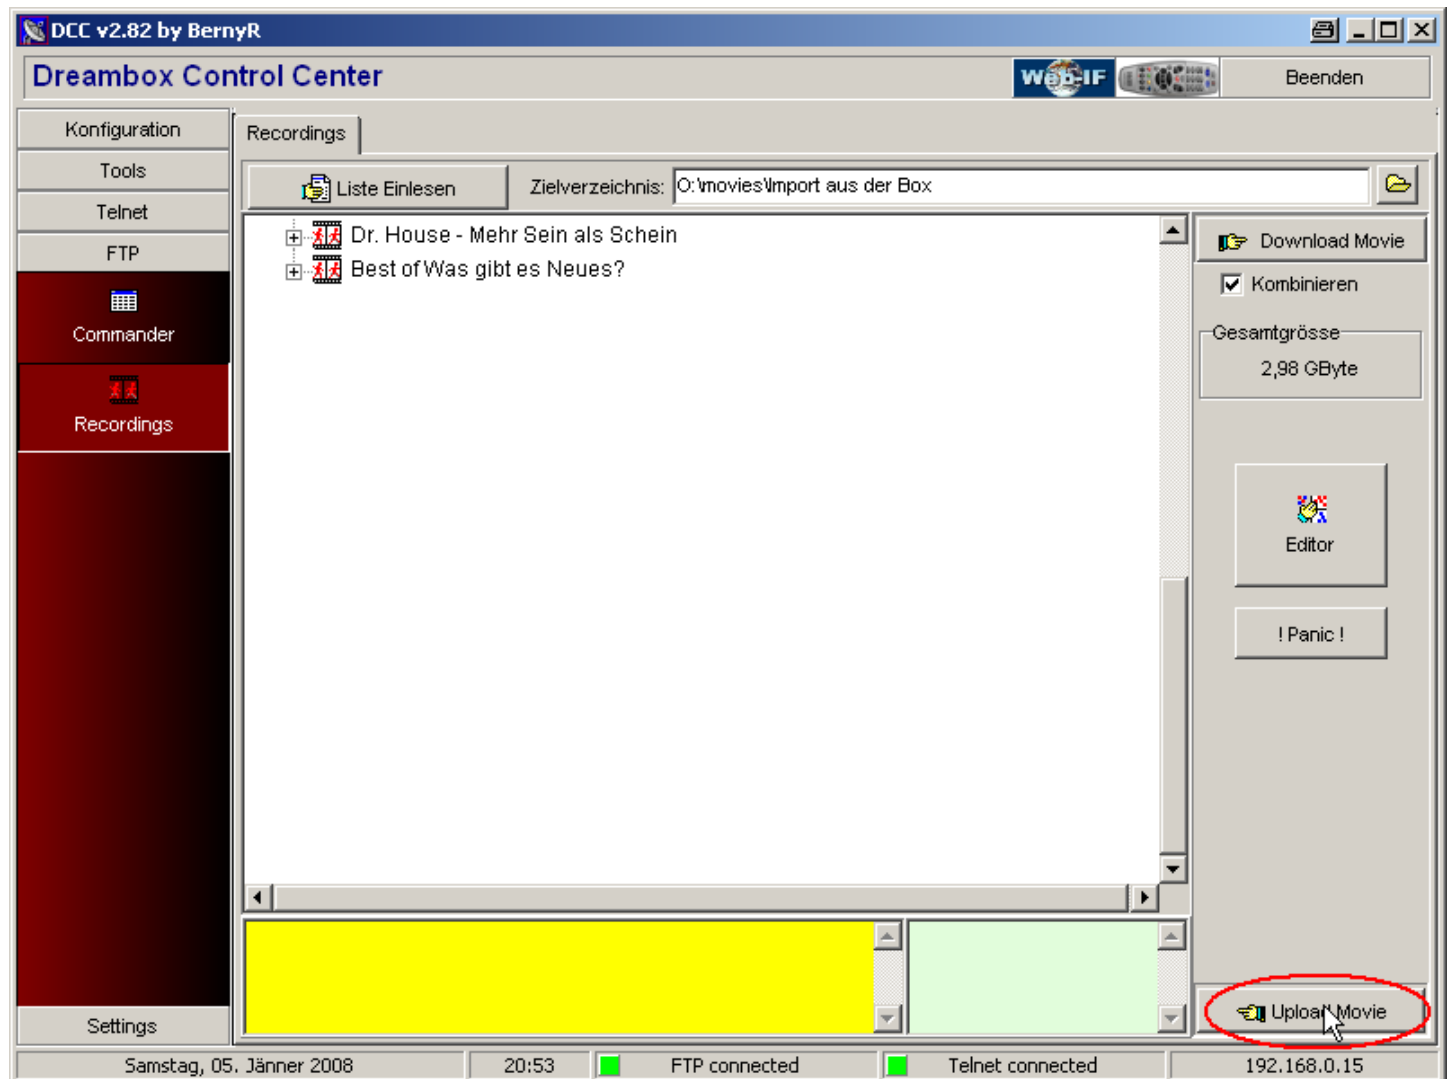 DCC v2.82 by BernyR
Dreambox Control Center
Web-IF
Beenden
Konfiguration
Tools
Telnet
FTP
Commander
Recordings
Settings
Recordings
Liste Einlesen
Zielverzeichnis:
O:\movies\Import aus der Box
Dr. House - Mehr Sein als Schein
Best of Was gibt es Neues?
Download Movie
Kombinieren
Gesamtgrösse
2,98 GByte
Editor
! Panic !
Upload Movie
Samstag, 05. Jänner 2008
20:53
FTP connected
Telnet connected
192.168.0.15